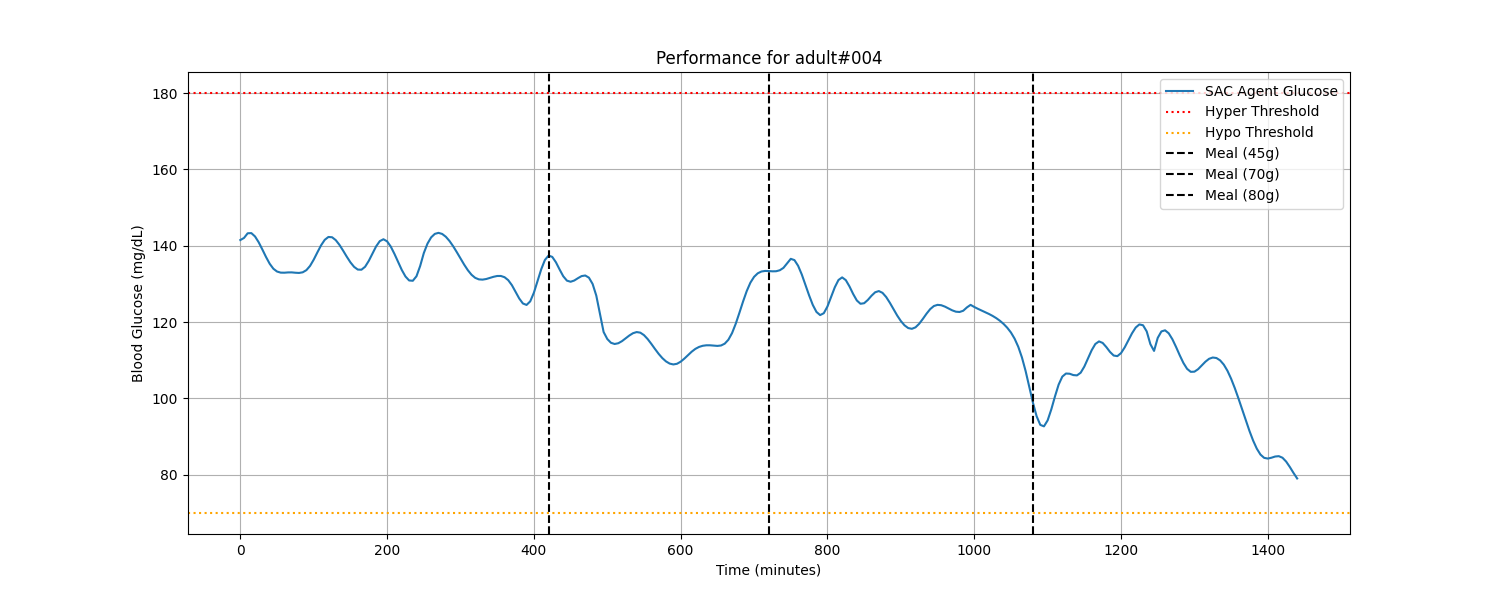 Performance for adult#004
180
160
140
120
100
80
Blood Glucose (mg/dL)
SAC Agent Glucose
Hyper Threshold
Hypo Threshold
Meal (45g)
Meal (70g)
Meal (80g)
0
200
400
600
800
1000
1200
1400
Time (minutes)